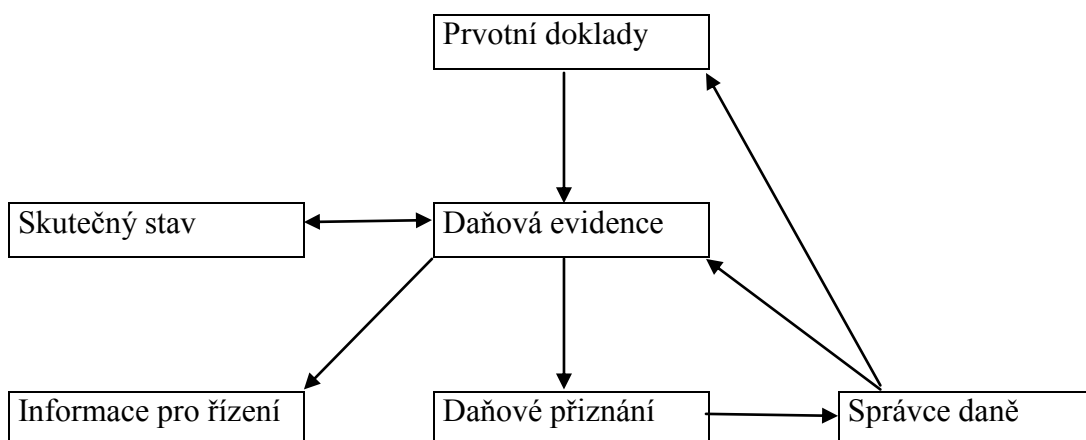 Prvotní doklady
Skutečný stav
Daňová evidence
Informace pro řízení
Daňové přiznání
Správce daně